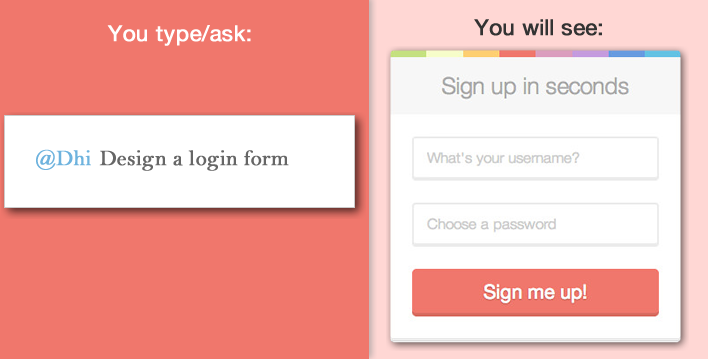 You type/ask:
@Dhi Design a login form
You will see:
Sign up in seconds
What's your username?
Choose a password
Sign me up!